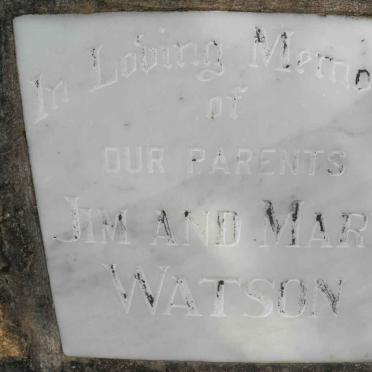 In Loving Memo
of
OUR PARENTS
JIM AND MAR
WATSON